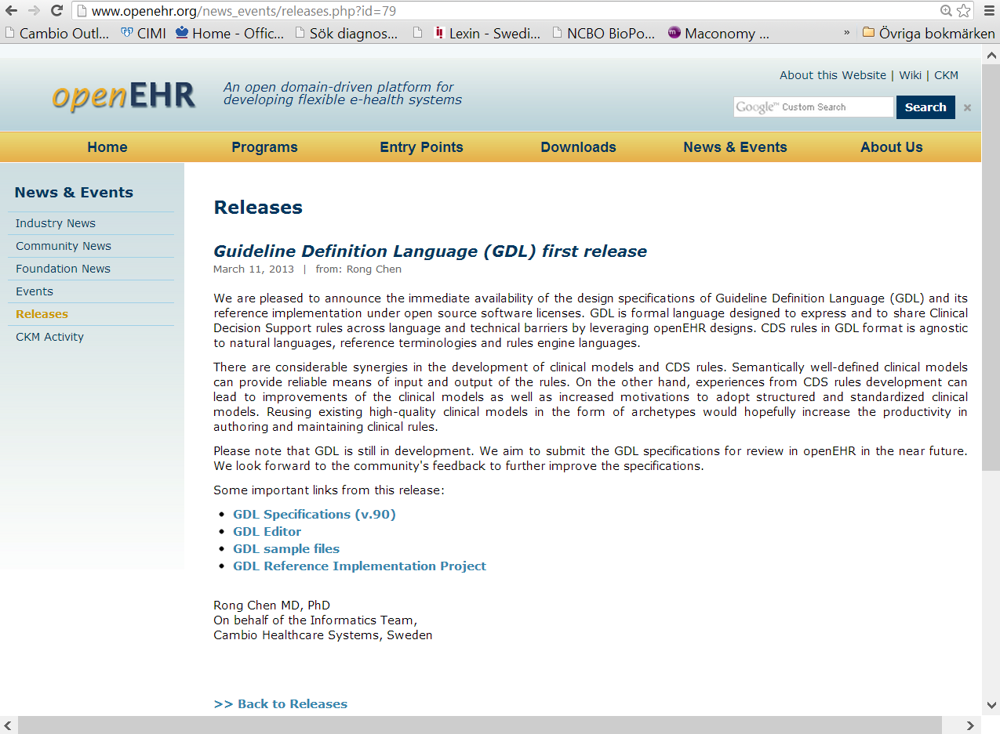 www.openehr.org/news_events/releases.php?id=79
Cambio Outl... CIMI Home - Offic... Sök diagnos... Lexin - Swedi... NCBO BioPo... Maconomy ... » Övriga bokmärken
openEHR
An open domain-driven platform for
developing flexible e-health systems
About this Website | Wiki | CKM
Google™ Custom Search Search ×
Home Programs Entry Points Downloads News & Events About Us
News & Events
Industry News
Community News
Foundation News
Events
Releases
CKM Activity
Releases
Guideline Definition Language (GDL) first release
March 11, 2013 | from: Rong Chen
We are pleased to announce the immediate availability of the design specifications of Guideline Definition Language (GDL) and its
reference implementation under open source software licenses. GDL is formal language designed to express and to share Clinical
Decision Support rules across language and technical barriers by leveraging openEHR designs. CDS rules in GDL format is agnostic
to natural languages, reference terminologies and rules engine languages.
There are considerable synergies in the development of clinical models and CDS rules. Semantically well-defined clinical models
can provide reliable means of input and output of the rules. On the other hand, experiences from CDS rules development can
lead to improvements of the clinical models as well as increased motivations to adopt structured and standardized clinical
models. Reusing existing high-quality clinical models in the form of archetypes would hopefully increase the productivity in
authoring and maintaining clinical rules.
Please note that GDL is still in development. We aim to submit the GDL specifications for review in openEHR in the near future.
We look forward to the community's feedback to further improve the specifications.
Some important links from this release:
• GDL Specifications (v.90)
• GDL Editor
• GDL sample files
• GDL Reference Implementation Project
Rong Chen MD, PhD
On behalf of the Informatics Team,
Cambio Healthcare Systems, Sweden
>> Back to Releases